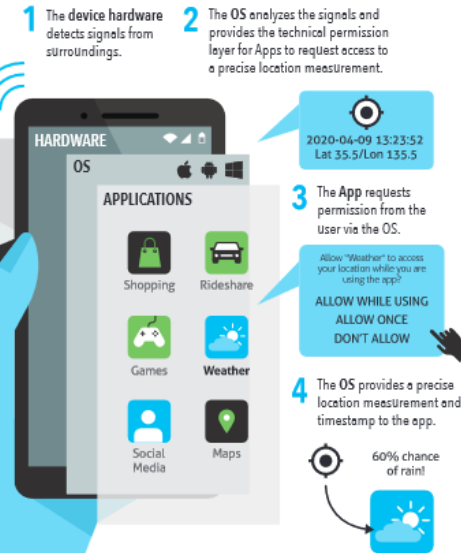 1 The device hardware
detects signals from
surroundings.
2 The OS analyzes the signals and
provides the technical permission
layer for Apps to request access to
a precise location measurement.
HARDWARE
OS
APPLICATIONS
Shopping
Rideshare
Games
Weather
Social
Media
Maps
2020-04-09 13:23:52
Lat 35.5/Lon 135.5
3 The App requests
permission from the
user via the OS.
Allow "Weather" to access
your location while you are
using the app?
ALLOW WHILE USING
ALLOW ONCE
DON'T ALLOW
4 The OS provides a precise
location measurement and
timestamp to the app.
60% chance
of rain!